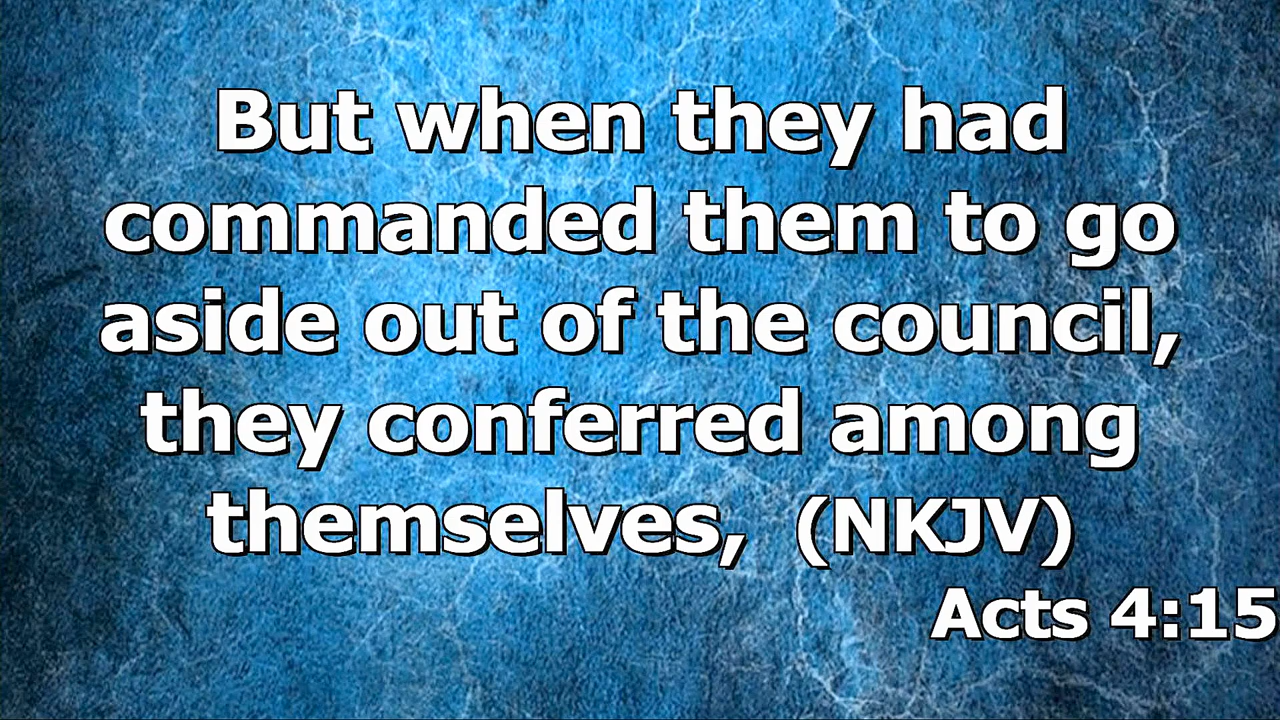 But when they had
commanded them to go
aside out of the council,
they conferred among
themselves, (NKJV)
Acts 4:15